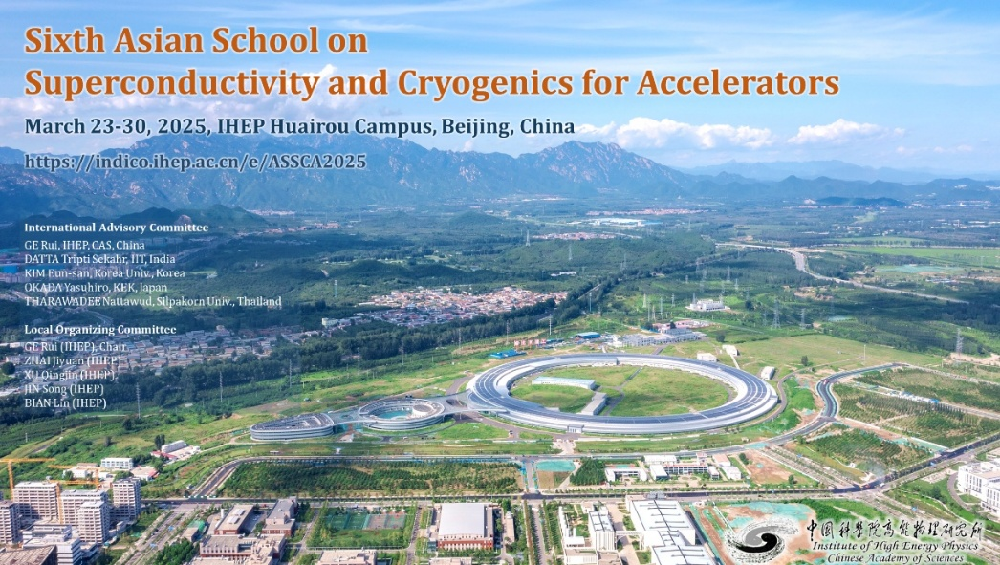 Sixth Asian School on
Superconductivity and Cryogenics for Accelerators
March 23-30, 2025, IHEP Huairou Campus, Beijing, China
https://indico.ihep.ac.cn/e/ASSCA2025
International Advisory Committee
GE Rui, IHEP, CAS, China
DATTA Tripti Sekahr, IIT, India
KIM Eun-san, Korea Univ., Korea
OKADA Yasuhiro, KEK, Japan
THARAWADEE Nattawud, Silpakorn Univ., Thailand
Local Organizing Committee
GE Rui (IHEP), Chair
ZHAI Jiyuan (IHEP)
XU Qingjin (IHEP),
JIN Song (IHEP)
BIAN Lin (IHEP)
中国科学院高能物理研究所
Institute of High Energy Physics
Chinese Academy of Sciences